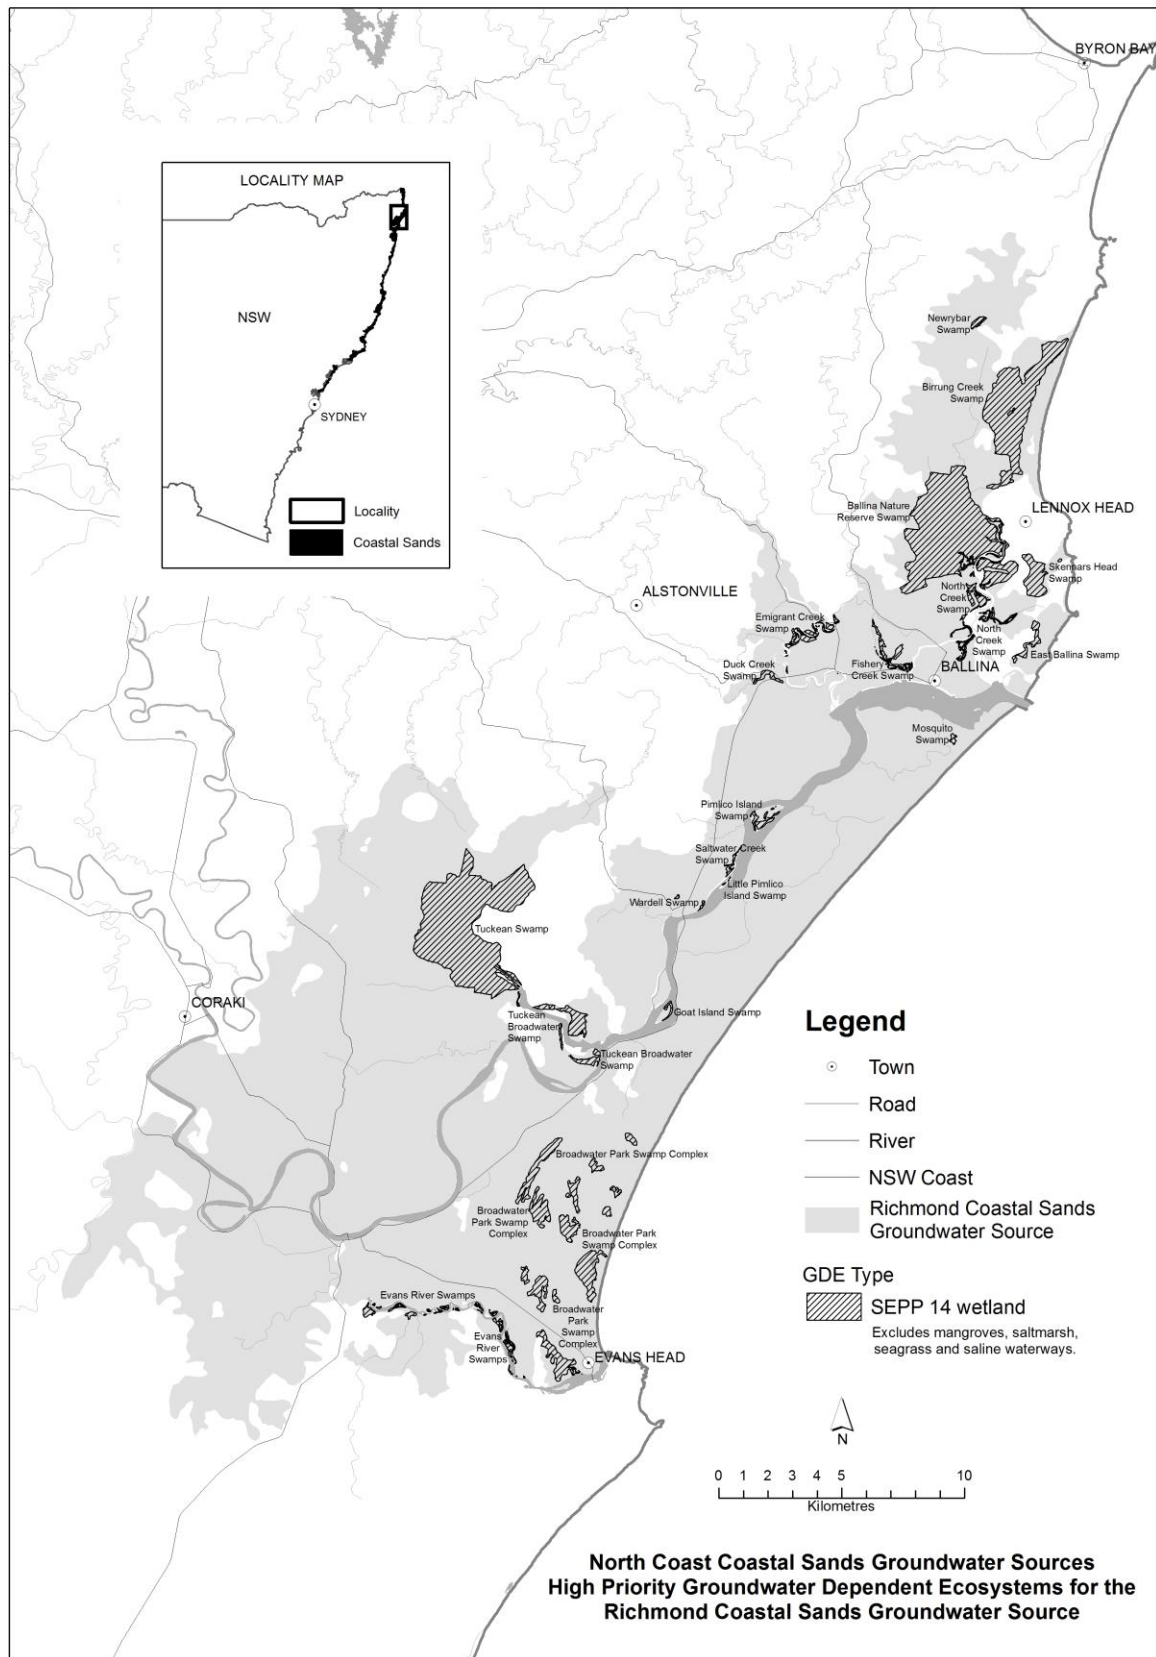 BYRON BAY
LOCALITY MAP
NSW
SYDNEY
Locality
Coastal Sands
Newrybar
Swamp
Birrung Creek
Swamp
Ballina Nature
Reserve Swamp
LENNOX HEAD
Skennars Head
Swamp
ALSTONVILLE
North
Creek
Swamp
Emigrant Creek
Swamp
North
Creek
Swamp
East Ballina Swamp
Duck Creek
Swamp
Fishery
Creek Swamp
BALLINA
Mosquito
Swamp
Pimlico Island
Swamp
Saltwater Creek
Swamp
Little Pimlico
Island Swamp
Wardell Swamp
Tuckean Swamp
CORAKI
Tuckean
Broadwater
Swamp
Goat Island Swamp
Tuckean Broadwater
Swamp
Broadwater Park Swamp Complex
Broadwater
Park Swamp
Complex
Broadwater Park
Swamp Complex
Evans River Swamps
Broadwater
Park
Swamp
Complex
Evans
River
Swamps
EVANS HEAD
Legend
Town
Road
River
NSW Coast
Richmond Coastal Sands
Groundwater Source
GDE Type
SEPP 14 wetland
Excludes mangroves, saltmarsh,
seagrass and saline waterways.
N
0 1 2 3 4 5 10
Kilometres
North Coast Coastal Sands Groundwater Sources
High Priority Groundwater Dependent Ecosystems for the
Richmond Coastal Sands Groundwater Source